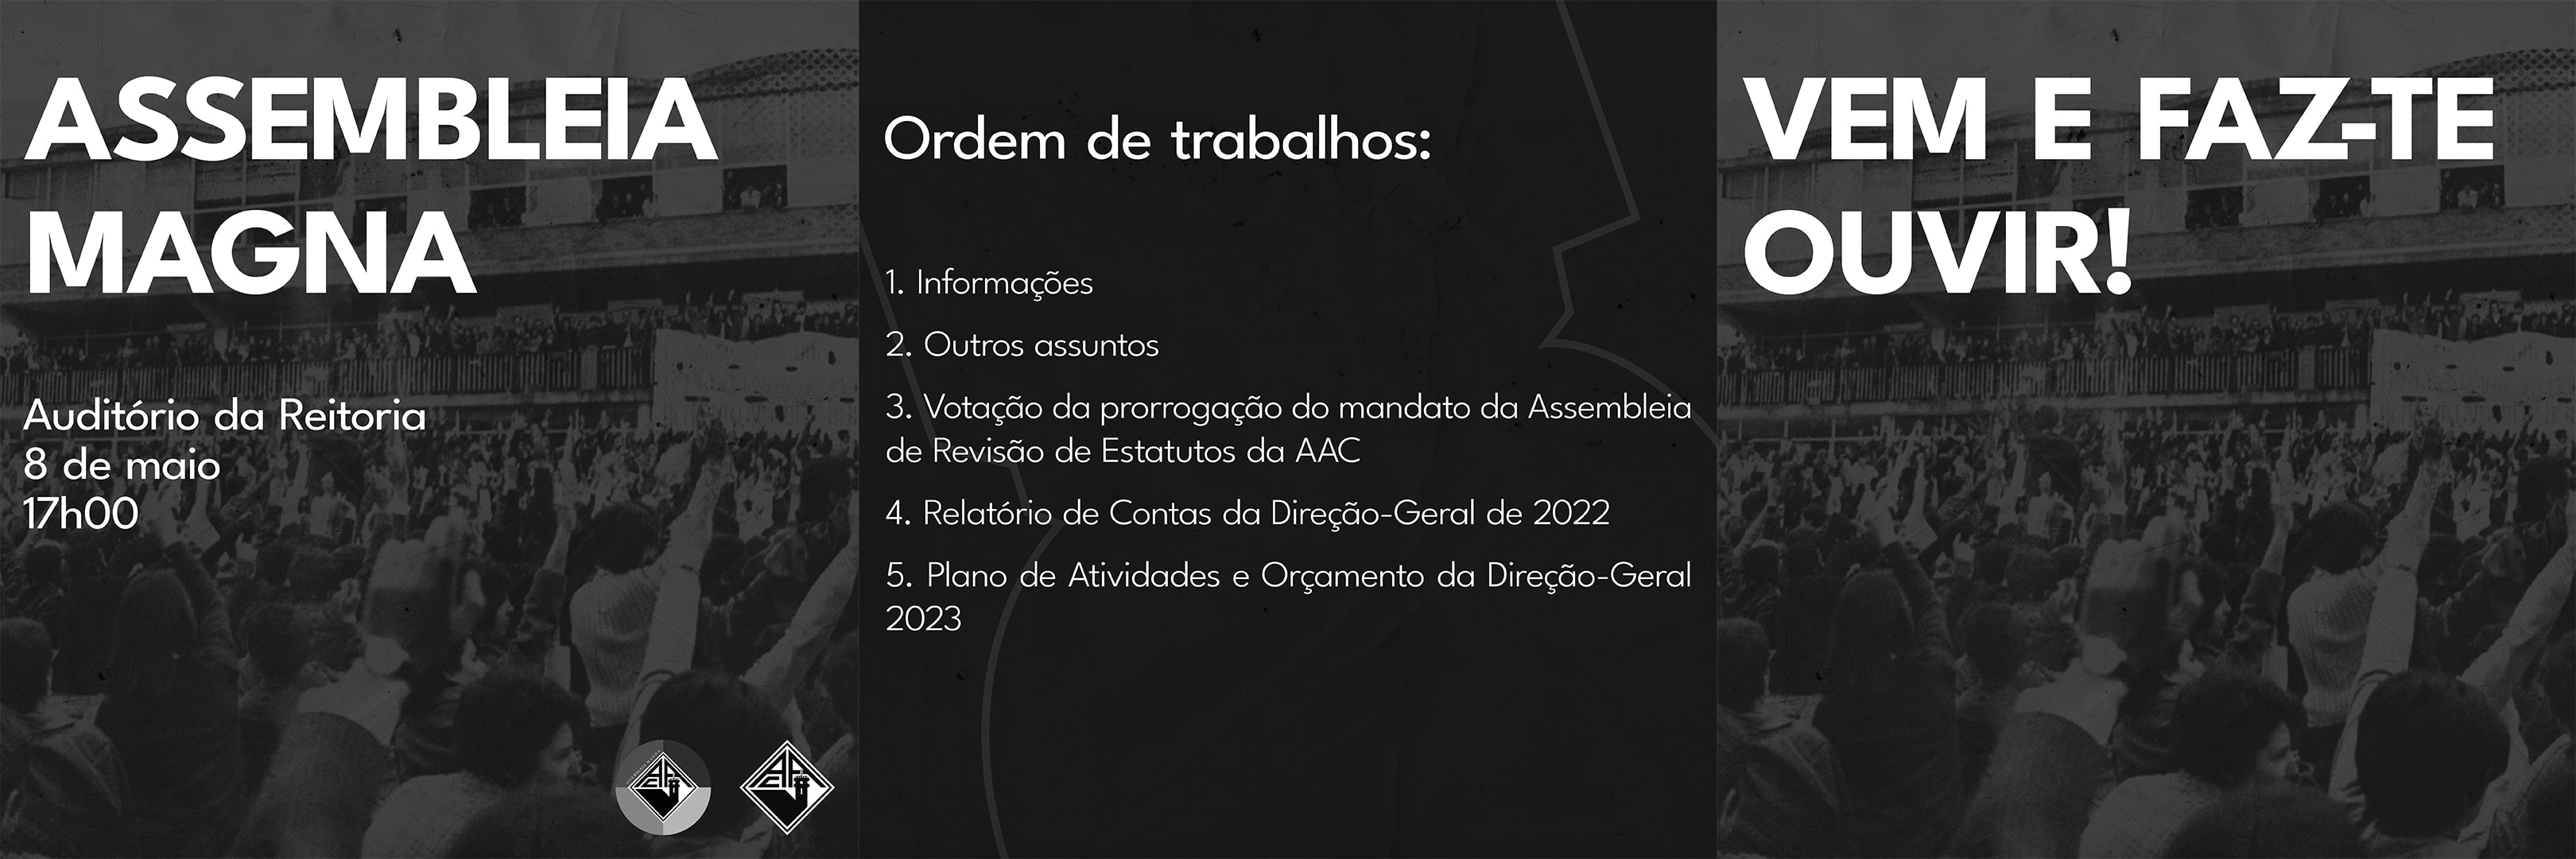 ASSEMBLEIA
MAGNA
Auditório da Reitoria
8 de maio
17h00
Ordem de trabalhos:
1. Informações
2. Outros assuntos
3. Votação da prorrogação do mandato da Assembleia
de Revisão de Estatutos da AAC
4. Relatório de Contas da Direção-Geral de 2022
5. Plano de Atividades e Orçamento da Direção-Geral
2023
VEM E FAZ-TE
OUVIR!